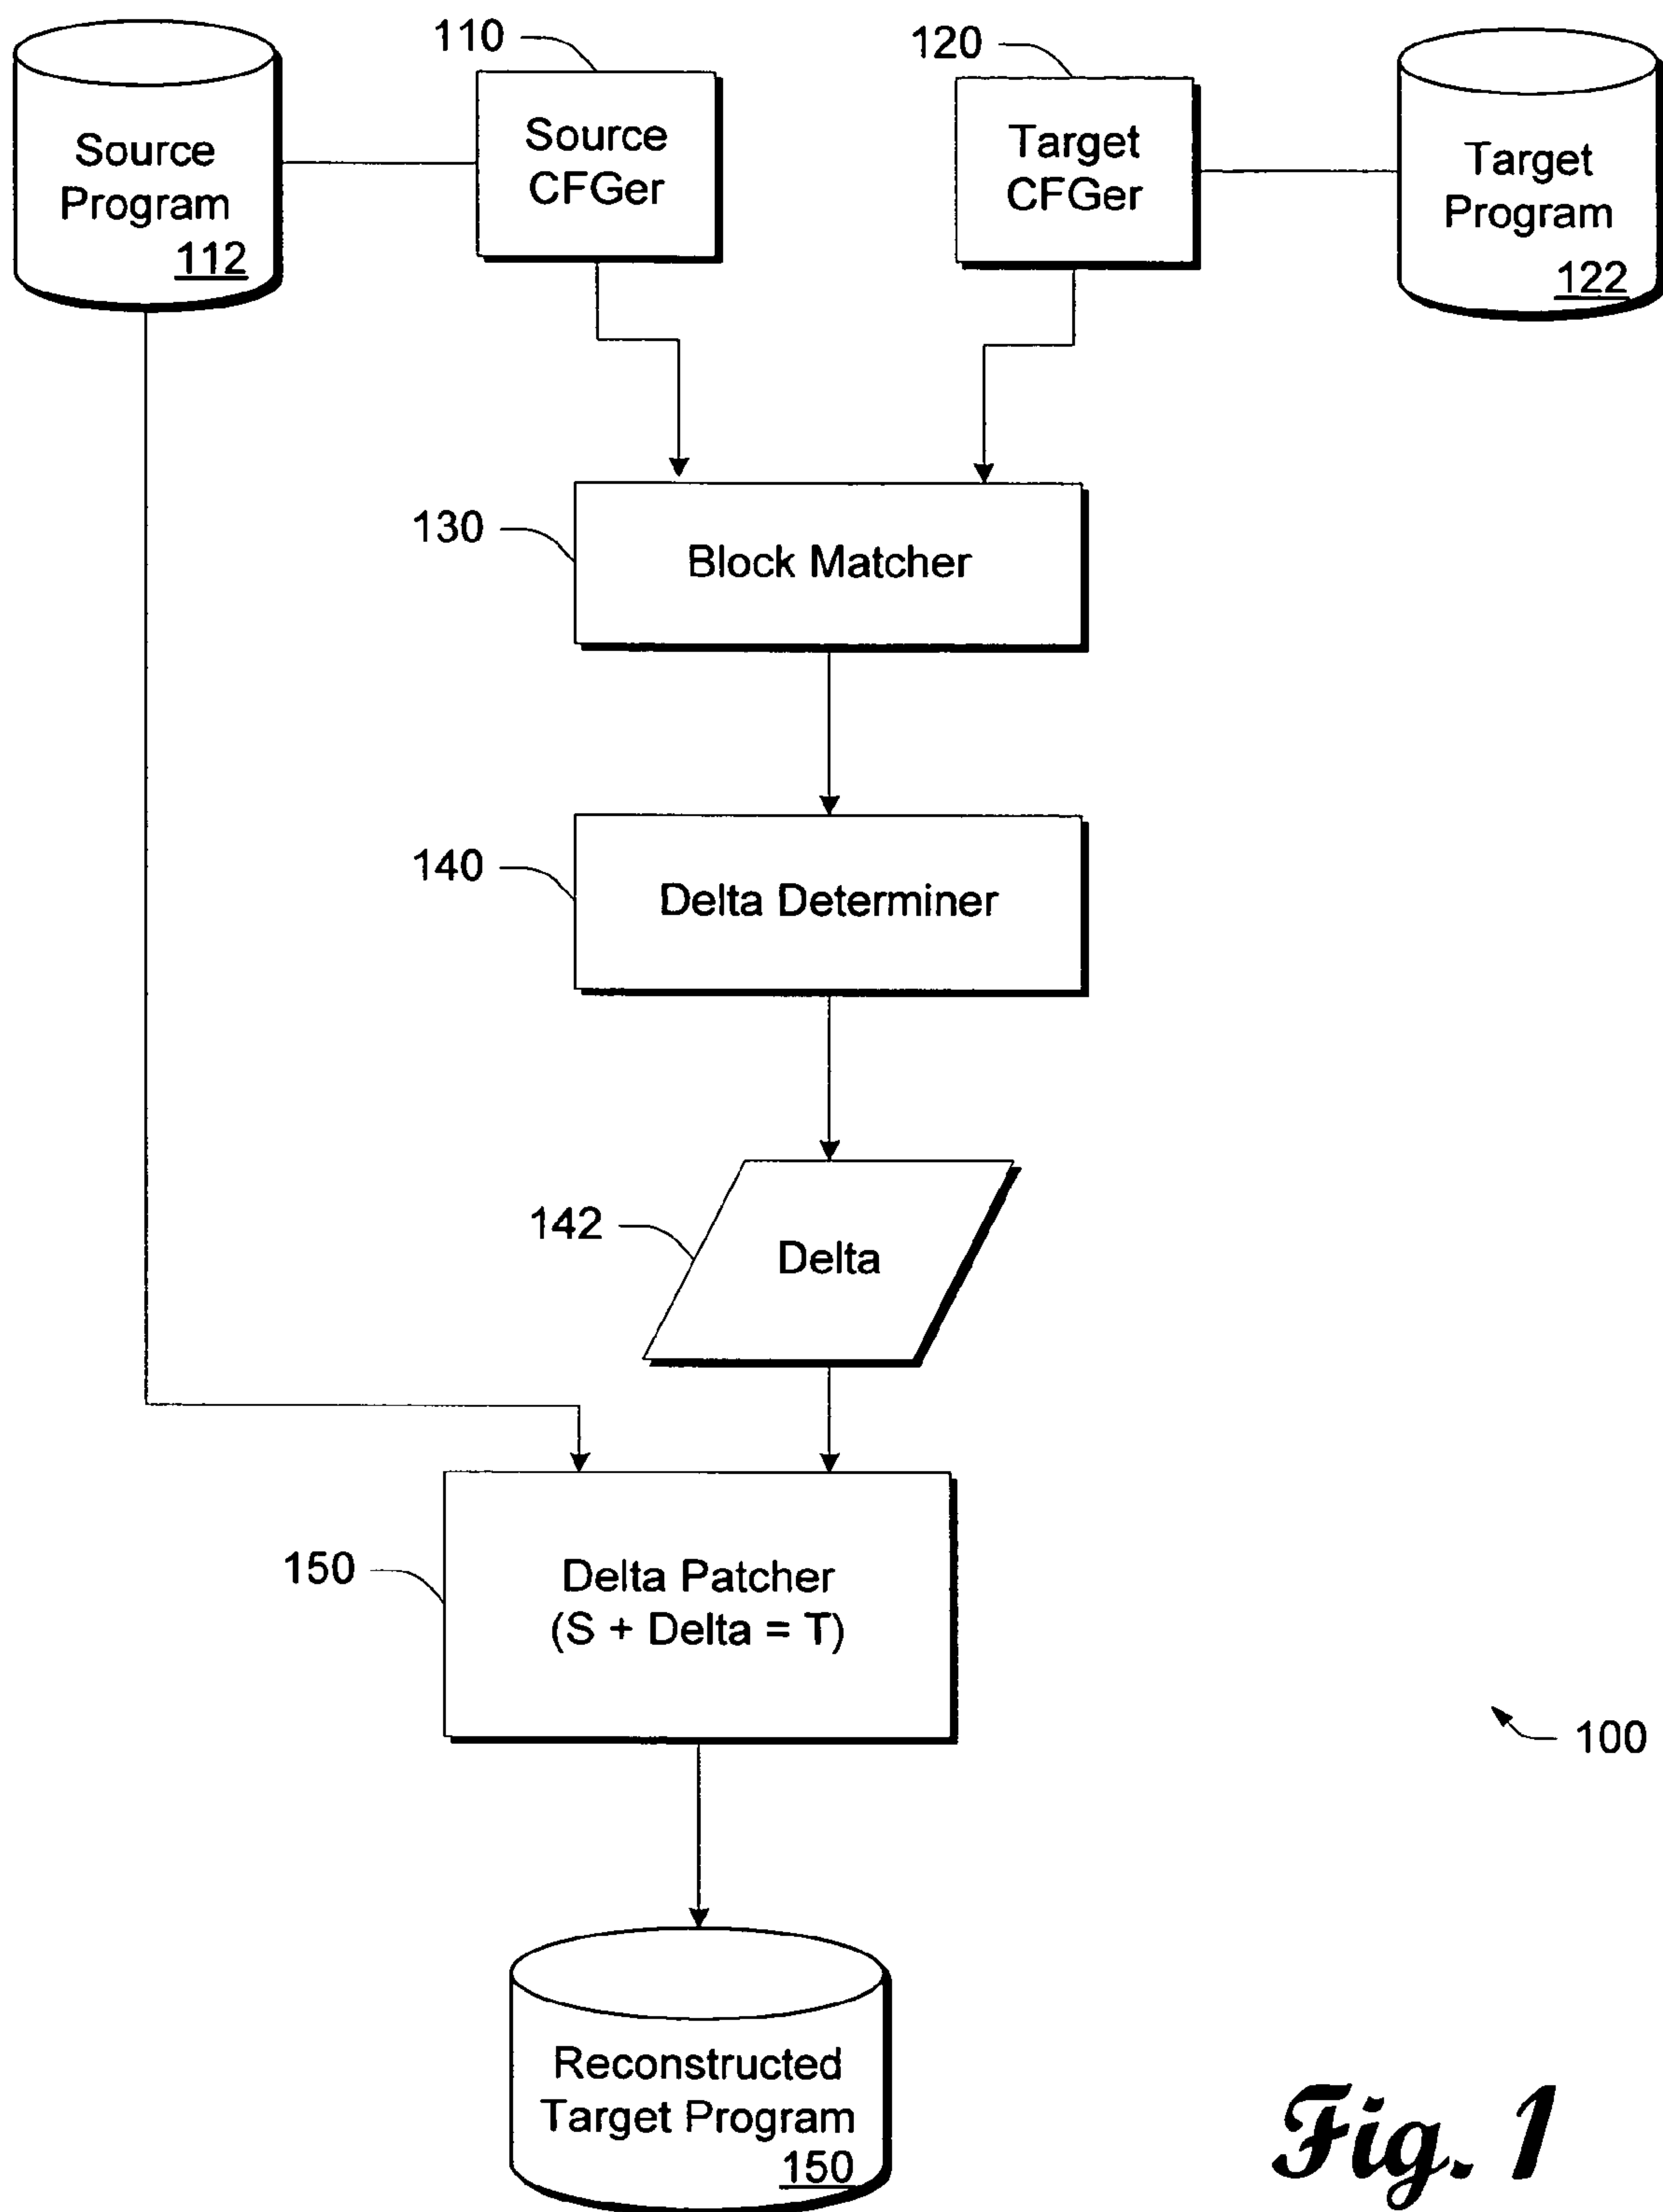 110
120
Source
Program
112
Source
CFGer
Target
CFGer
Target
Program
122
130
Block Matcher
140
Delta Determiner
142
Delta
150
Delta Patcher
(S + Delta = T)
100
Reconstructed
Target Program
150
Fig. 1